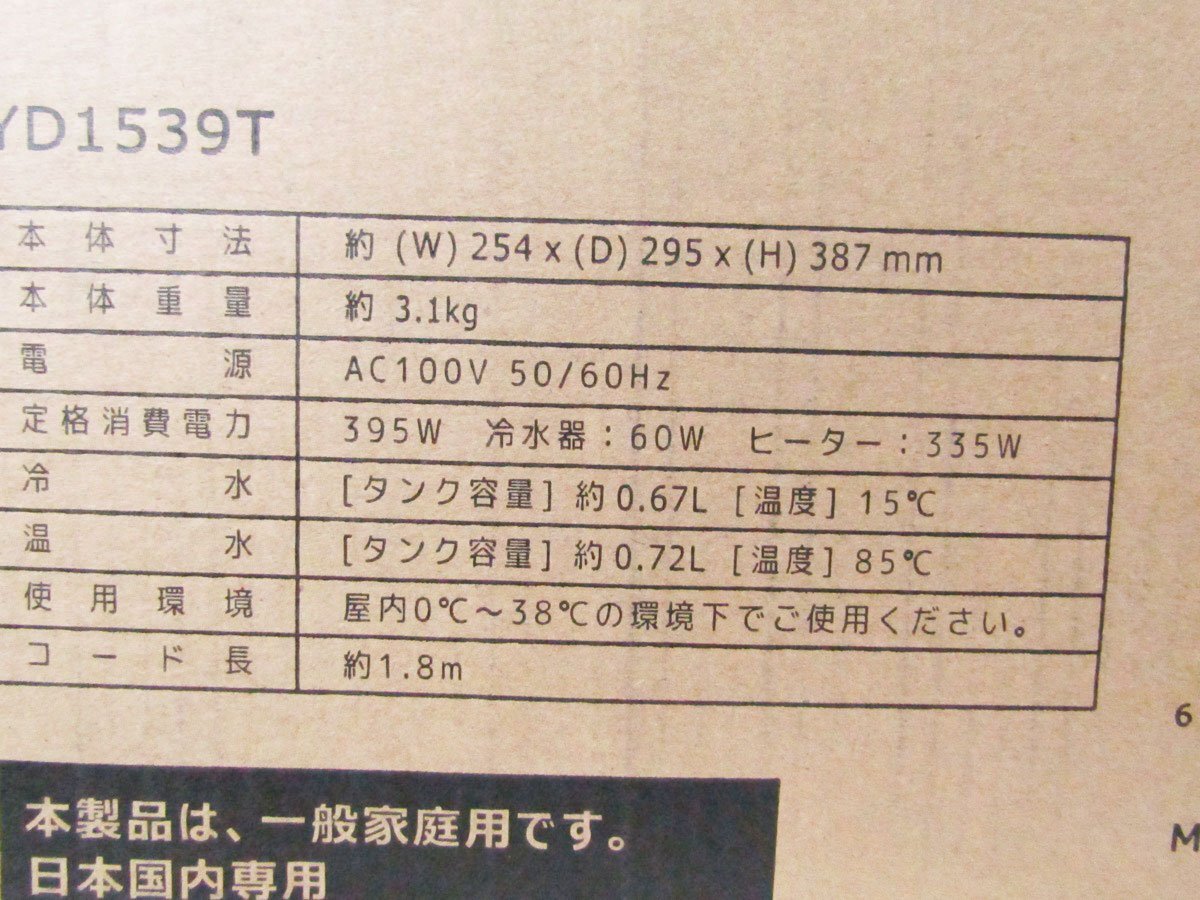 YD1539T
本体寸法 約 (W) 254 x (D) 295 x (H) 387 mm
本体重量 約 3.1kg
電源 AC100V 50/60Hz
定格消費電力 395W 冷水器：60W ヒーター：335W
冷水 [タンク容量] 約0.67L [温度] 15℃
温水 [タンク容量] 約0.72L [温度] 85℃
使用環境 屋内0℃～38℃の環境下でご使用ください。
コード長 約1.8m
6
本製品は、一般家庭用です。
M
日本国内専用